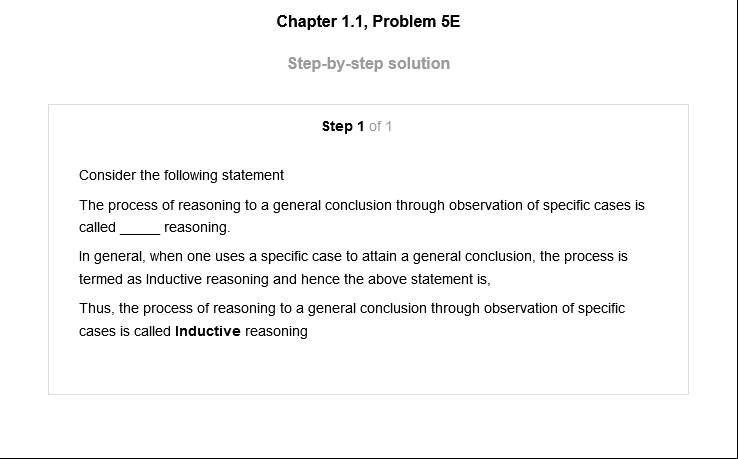 Chapter 1.1, Problem 5E
Step-by-step solution
Step 1 of 1
Consider the following statement
The process of reasoning to a general conclusion through observation of specific cases is
called _____ reasoning.
In general, when one uses a specific case to attain a general conclusion, the process is
termed as Inductive reasoning and hence the above statement is,
Thus, the process of reasoning to a general conclusion through observation of specific
cases is called Inductive reasoning